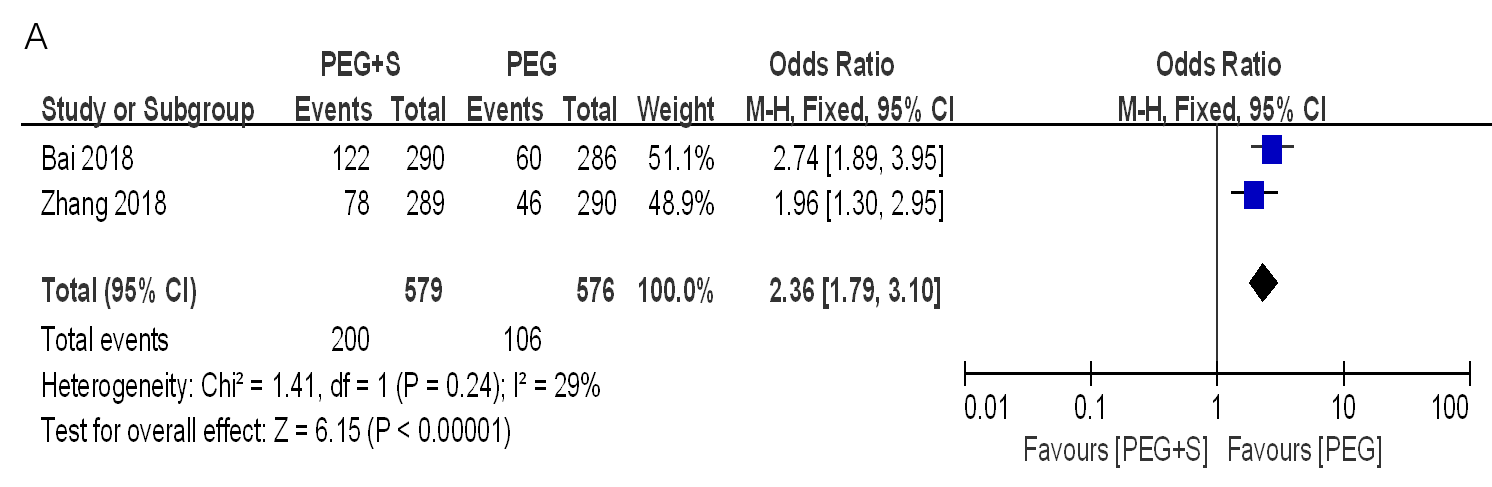 A
PEG+S PEG Odds Ratio Odds Ratio
Study or Subgroup Events Total Events Total Weight M-H, Fixed, 95% CI M-H, Fixed, 95% CI
Bai 2018 122 290 60 286 51.1% 2.74 [1.89, 3.95]
Zhang 2018 78 289 46 290 48.9% 1.96 [1.30, 2.95]
Total (95% CI) 579 576 100.0% 2.36 [1.79, 3.10]
Total events 200 106
Heterogeneity: Chi² = 1.41, df = 1 (P = 0.24); I² = 29%
Test for overall effect: Z = 6.15 (P < 0.00001)
0.01 0.1 1 10 100
Favours [PEG+S] Favours [PEG]